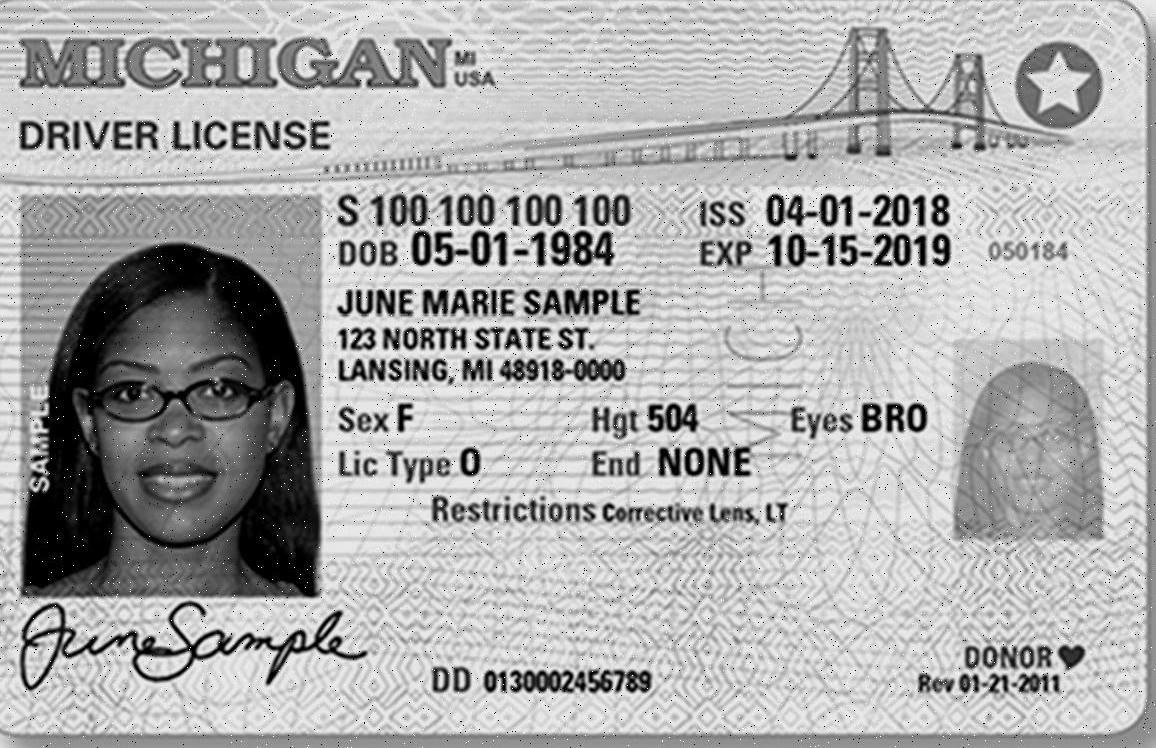 MICHIGAN MI USA
DRIVER LICENSE
S 100 100 100 100 ISS 04-01-2018
DOB 05-01-1984 EXP 10-15-2019 050184
JUNE MARIE SAMPLE
123 NORTH STATE ST.
LANSING, MI 48918-0000
Sex F Hgt 504 Eyes BRO
Lic Type O End NONE
Restrictions Corrective Lens, LT
SAMPLE
June Sample
DONOR
DD 0130002456789 Rev 01-21-2011